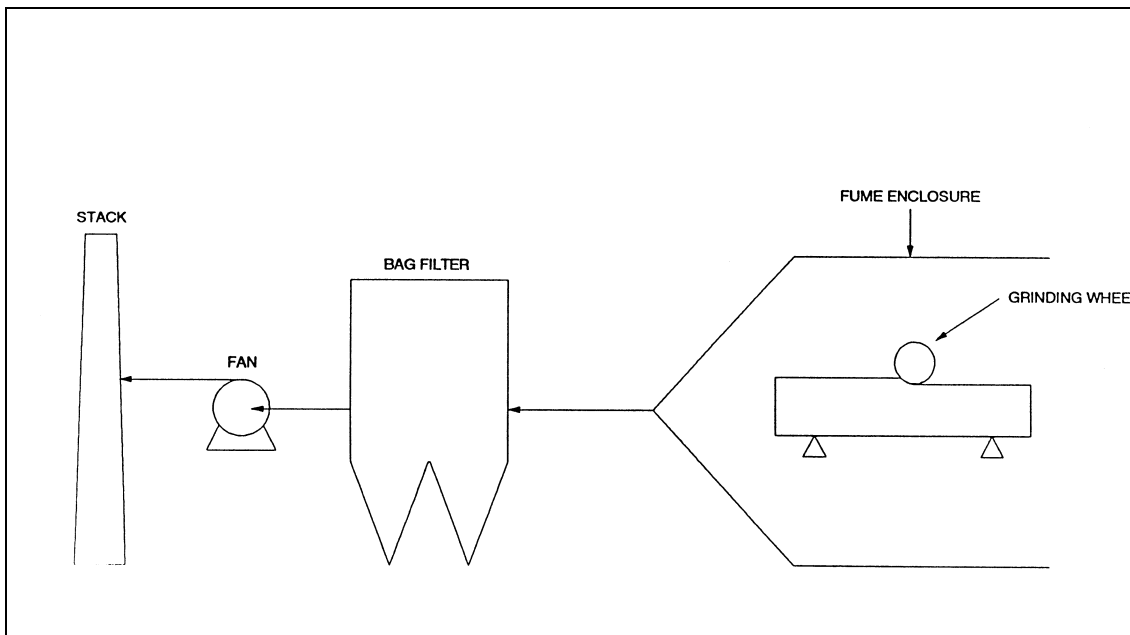 FUME ENCLOSURE
STACK
BAG FILTER
GRINDING WHEE
FAN